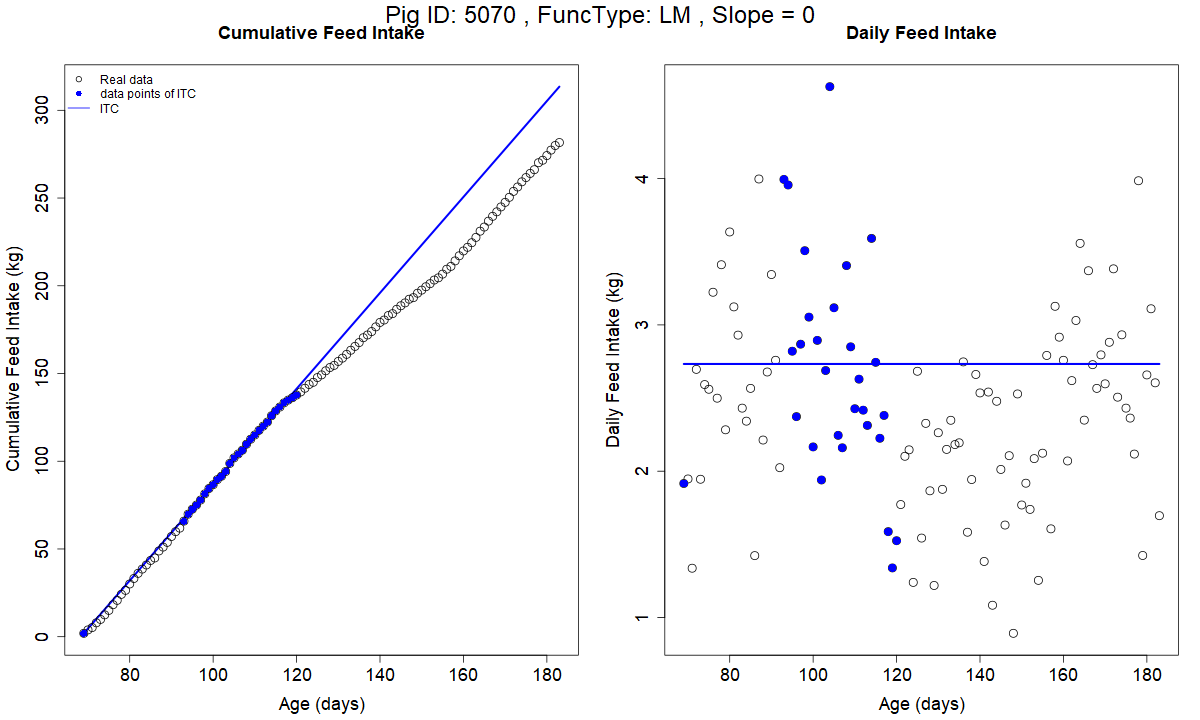 Pig ID: 5070 , FuncType: LM , Slope = 0
Cumulative Feed Intake
Real data
data points of ITC
ITC
Cumulative Feed Intake (kg)
0
50
100
150
200
250
300
80
100
120
140
160
180
Age (days)
Daily Feed Intake
Daily Feed Intake (kg)
1
2
3
4
80
100
120
140
160
180
Age (days)